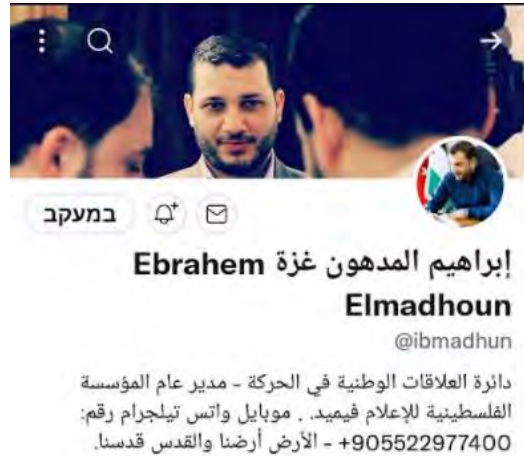 במעקב
إبراهيم المدهون غزة Ebrahem
Elmadhoun
@ibmadhun
دائرة العلاقات الوطنية في الحركة - مدير عام المؤسسة
الفلسطينية للإعلام فيميد. . موبايل واتس تيلجرام رقم:
905522977400+ - الأرض أرضنا والقدس قدسنا.